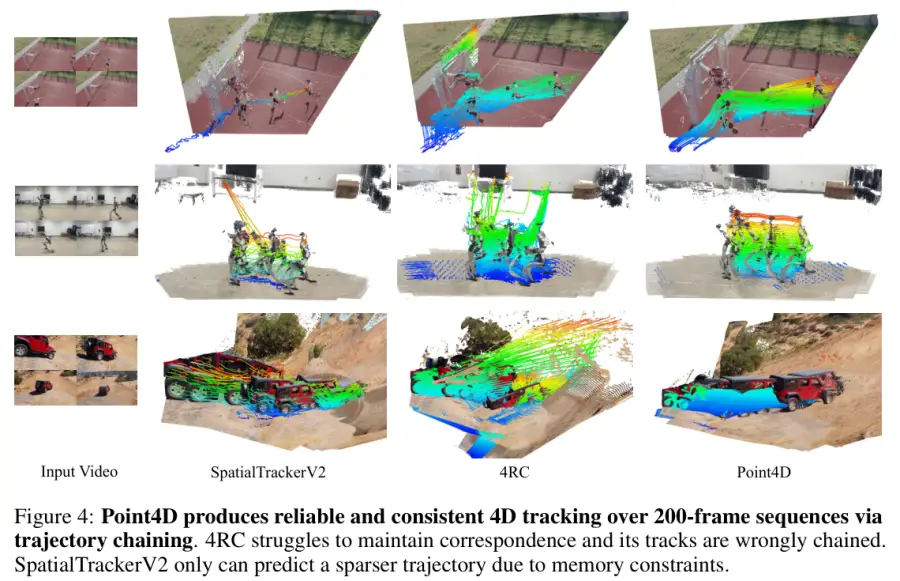 Input Video
SpatialTrackerV2
4RC
Point4D
Figure 4: Point4D produces reliable and consistent 4D tracking over 200-frame sequences via
trajectory chaining. 4RC struggles to maintain correspondence and its tracks are wrongly chained.
SpatialTrackerV2 only can predict a sparser trajectory due to memory constraints.